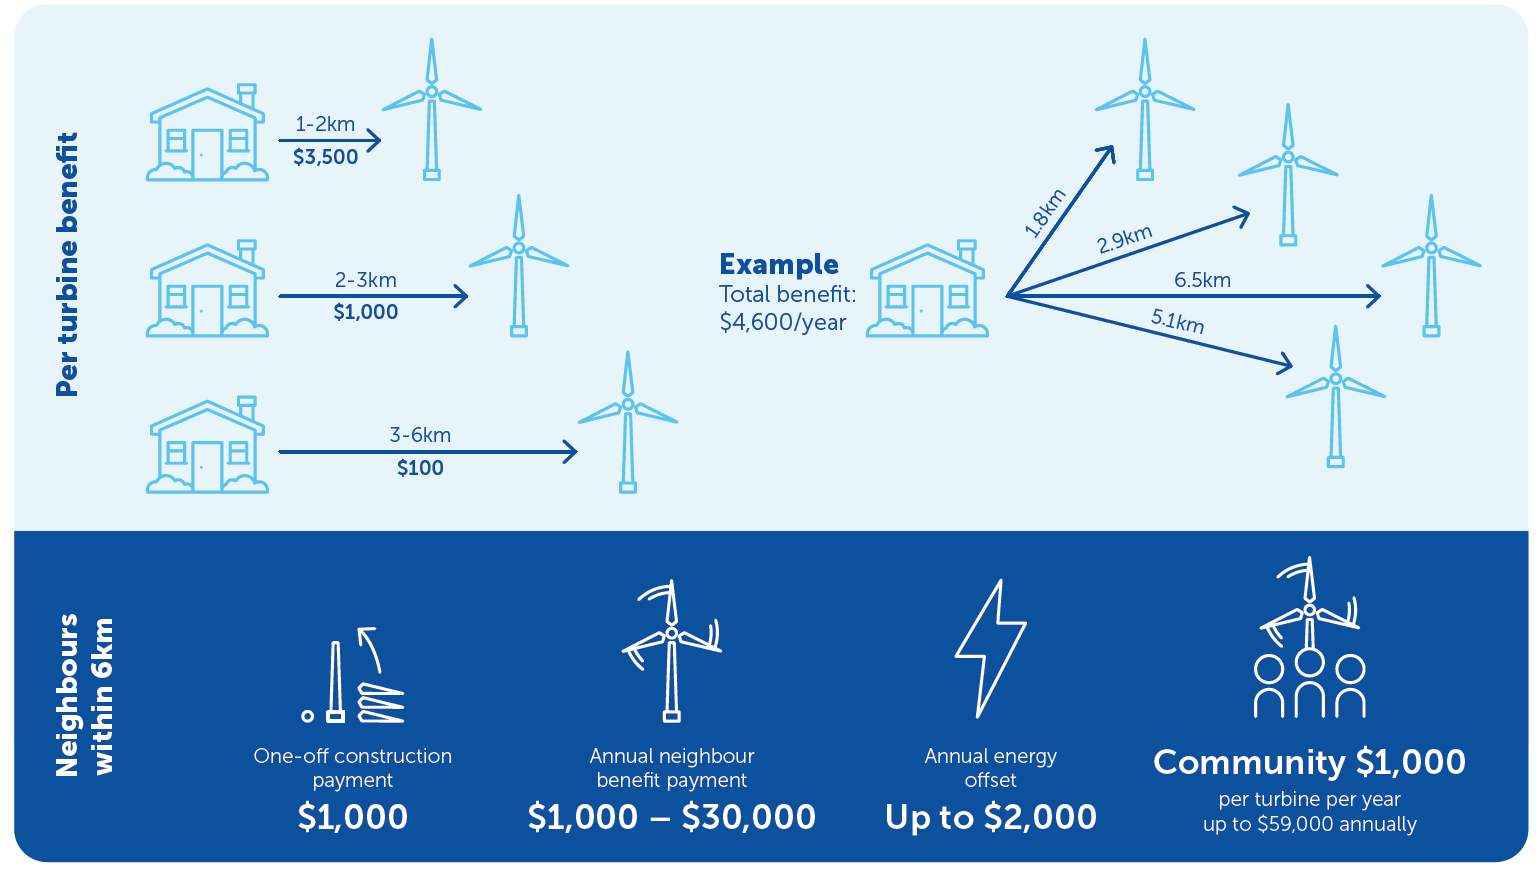 Per turbine benefit
1-2km
$3,500
2-3km
$1,000
3-6km
$100
Example
Total benefit:
$4,600/year
1.8km
2.9km
6.5km
5.1km
Neighbours
within 6km
One-off construction
payment
$1,000
Annual neighbour
benefit payment
$1,000 – $30,000
Annual energy
offset
Up to $2,000
Community $1,000
per turbine per year
up to $59,000 annually